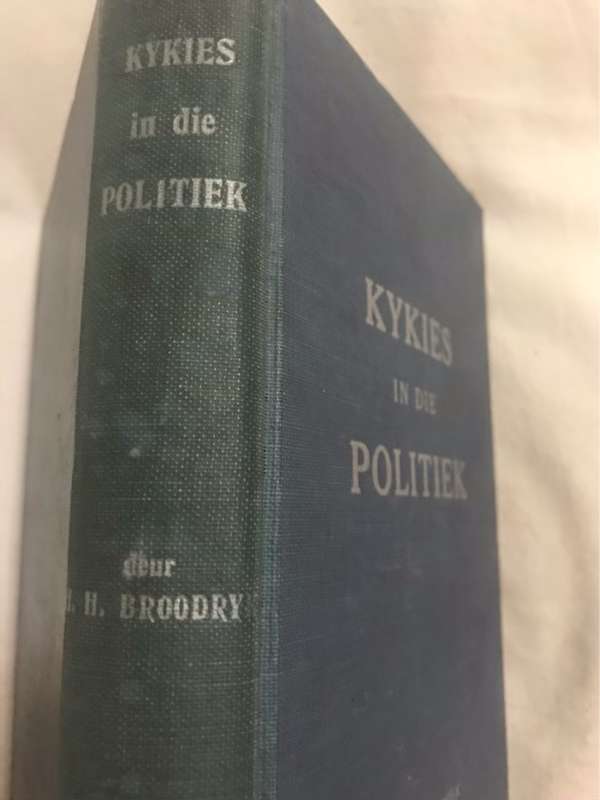 KYKIES
in die
POLITIEK
deur
H. BROODRY
KYKIES
IN DIE
POLITIEK